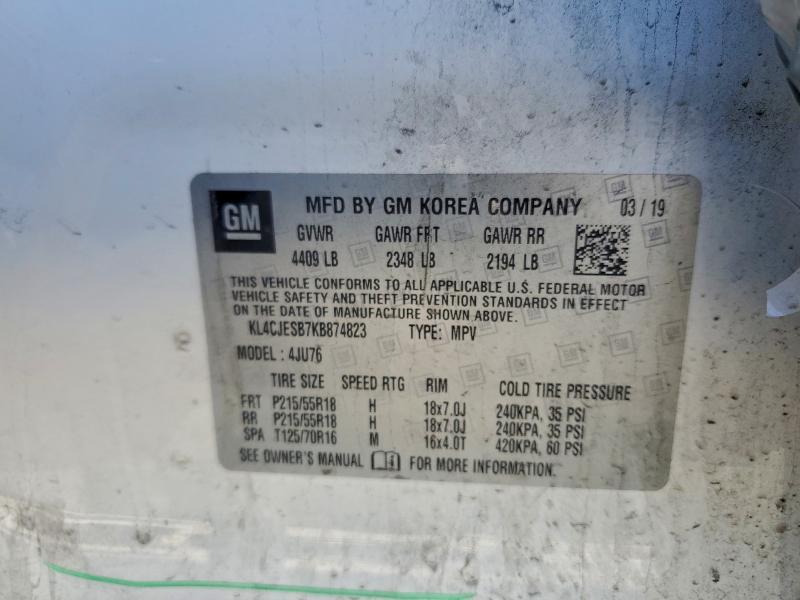 GM MFD BY GM KOREA COMPANY 03 / 19
GVWR GAWR FRT GAWR RR
4409 LB 2348 LB 2194 LB
THIS VEHICLE CONFORMS TO ALL APPLICABLE U.S. FEDERAL MOTOR
VEHICLE SAFETY AND THEFT PREVENTION STANDARDS IN EFFECT
ON THE DATE OF MANUFACTURE SHOWN ABOVE.
KL4CJESB7KB874823 TYPE: MPV
MODEL: 4JU76
TIRE SIZE SPEED RTG RIM COLD TIRE PRESSURE
FRT P215/55R18 H 18x7.0J 240KPA, 35 PSI
RR P215/55R18 H 18x7.0J 240KPA, 35 PSI
SPA T125/70R16 M 16x4.0T 420KPA, 60 PSI
SEE OWNER'S MANUAL FOR MORE INFORMATION.